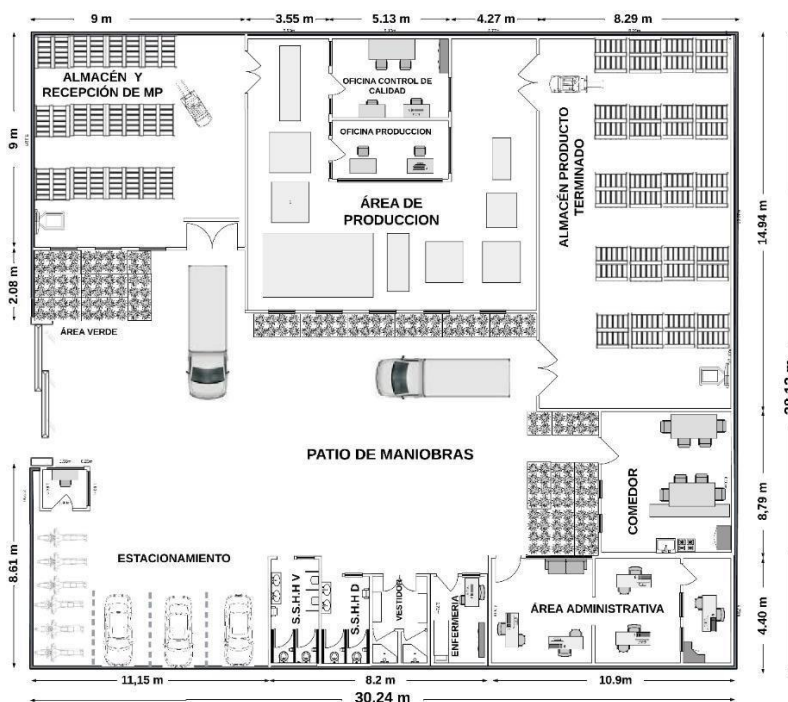 9 m
3.55 m
5.13 m
4.27 m
8.29 m
ALMACÉN Y
RECEPCIÓN DE MP
OFICINA CONTROL DE
CALIDAD
OFICINA PRODUCCION
ÁREA DE
PRODUCCION
ALMACÉN PRODUCTO
TERMINADO
9 m
14.94 m
2.08 m
ÁREA VERDE
PATIO DE MANIOBRAS
COMEDOR
8,79 m
8.61 m
ESTACIONAMIENTO
S.S.H.H V
S.S.H.H D
VESTIDOR
ENFERMERIA
ÁREA ADMINISTRATIVA
4.40 m
11,15 m
8.2 m
10.9m
30.24 m